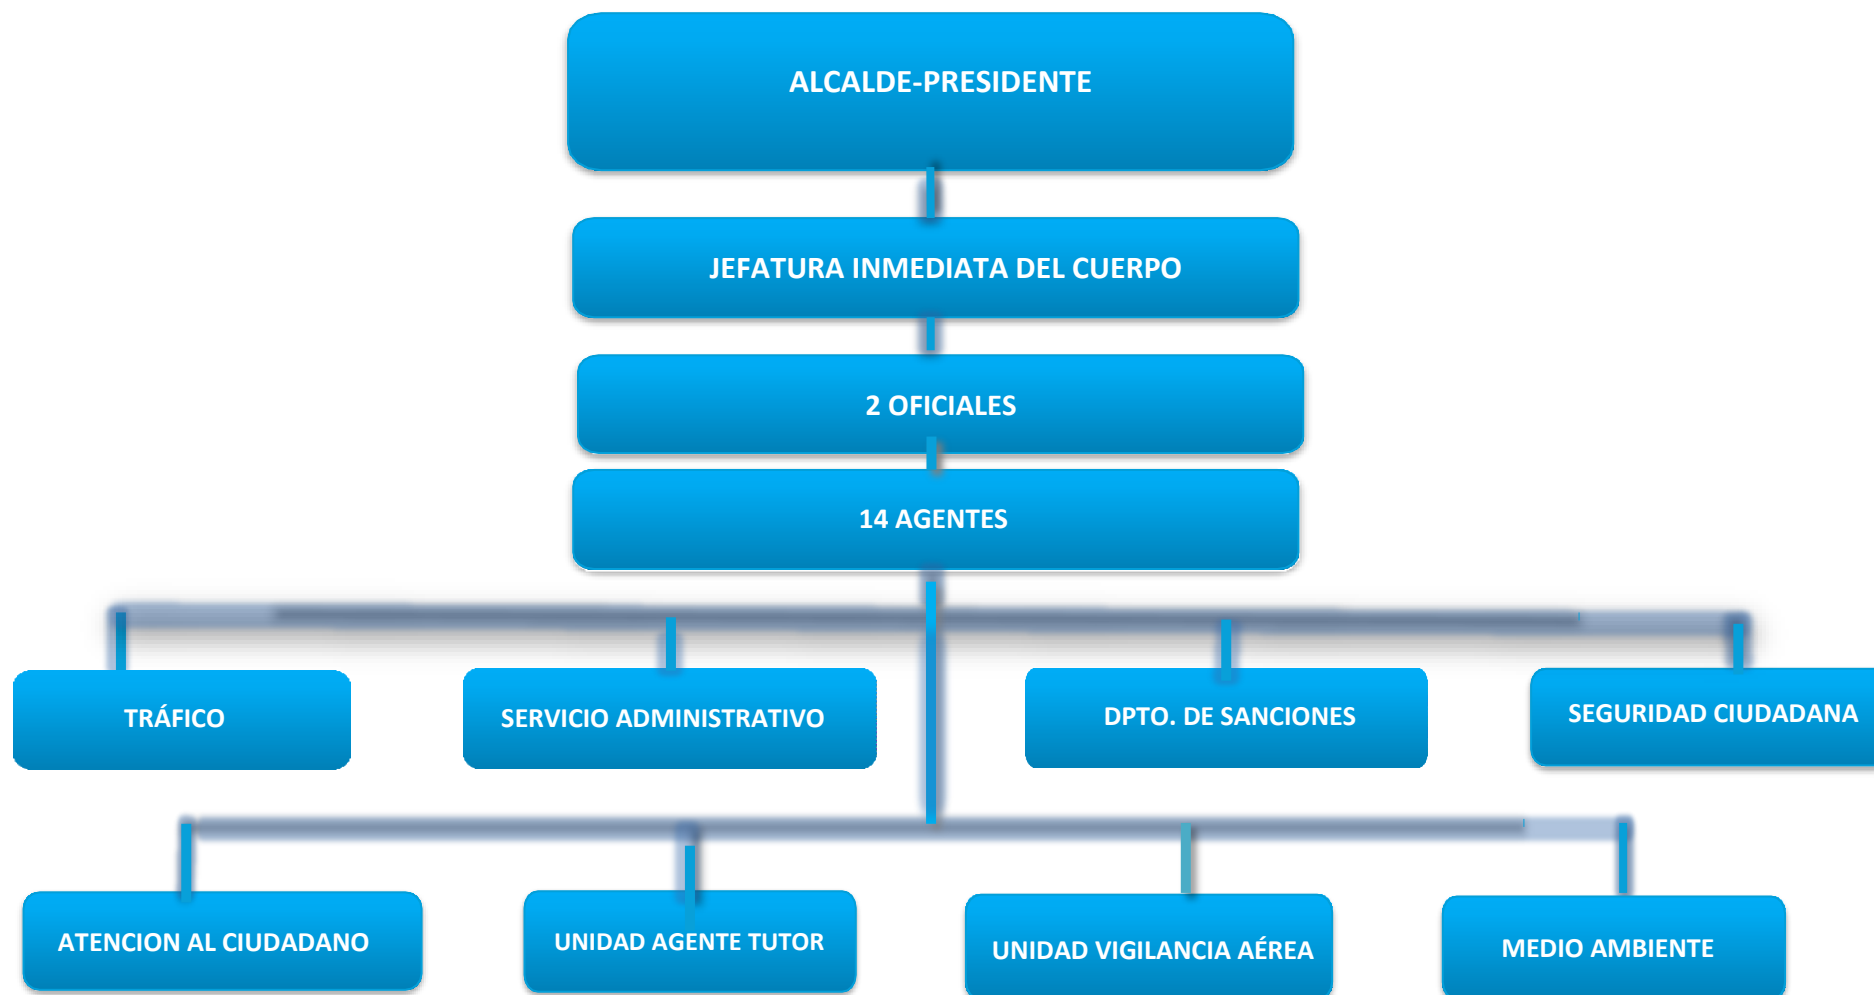 ALCALDE-PRESIDENTE
JEFATURA INMEDIATA DEL CUERPO
2 OFICIALES
14 AGENTES
TRÁFICO
SERVICIO ADMINISTRATIVO
DPTO. DE SANCIONES
SEGURIDAD CIUDADANA
ATENCION AL CIUDADANO
UNIDAD AGENTE TUTOR
UNIDAD VIGILANCIA AÉREA
MEDIO AMBIENTE